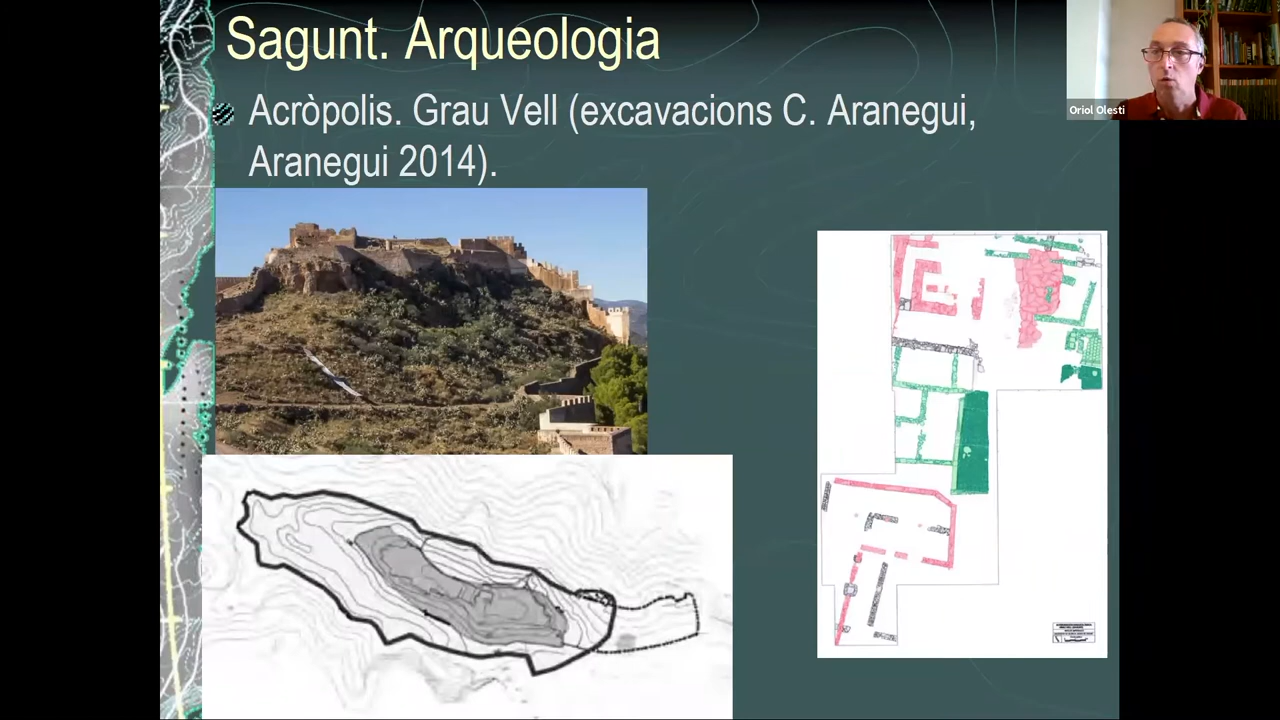 Sagunt. Arqueologia
Acròpolis. Grau Vell (excavacions C. Aranegui,
Aranegui 2014).
Oriol Olesti